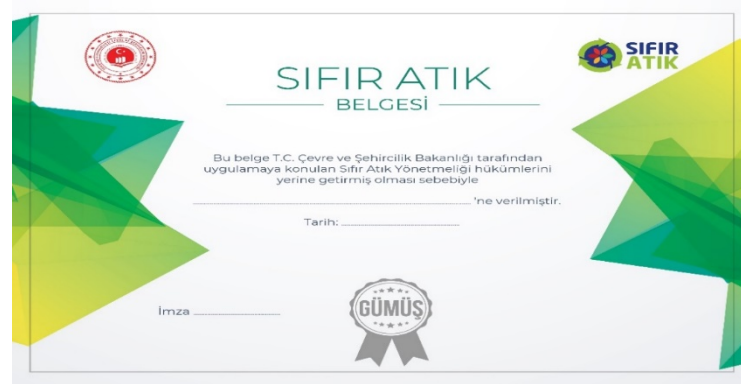 SIFIR
ATIK
SIFIR ATIK
BELGESİ
Bu belge T.C. Çevre ve Şehircilik Bakanlığı tarafından
uygulamaya konulan Sıfır Atık Yönetmeliği hükümlerini
yerine getirmiş olması sebebiyle
'ne verilmiştir.
Tarih:
İmza
GÜMÜŞ